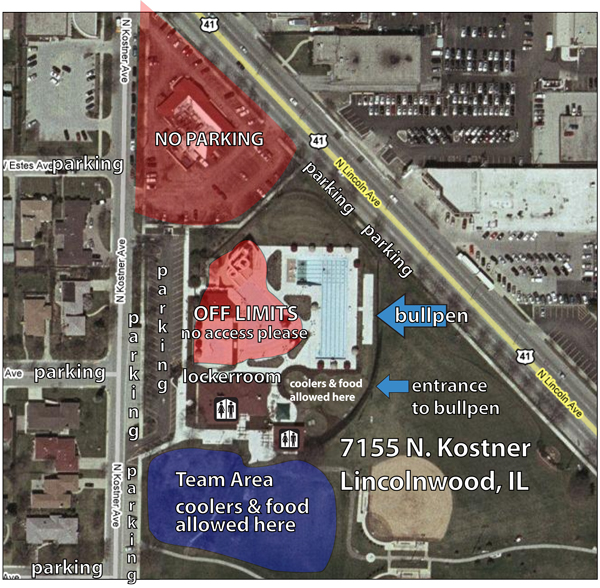 N Kostner Ave
41
NO PARKING
41
W Estes Ave
parking
N Lincoln Ave
parking
parking
N Kostner Ave
parking
parking
OFF LIMITS
no access please
bullpen
41
Ave
parking
lockerroom
coolers & food
allowed here
entrance
to bullpen
N Lincoln Ave
7155 N. Kostner
Lincolnwood, IL
N Kostner Ave
parking
Team Area
coolers & food
allowed here
Ave
parking